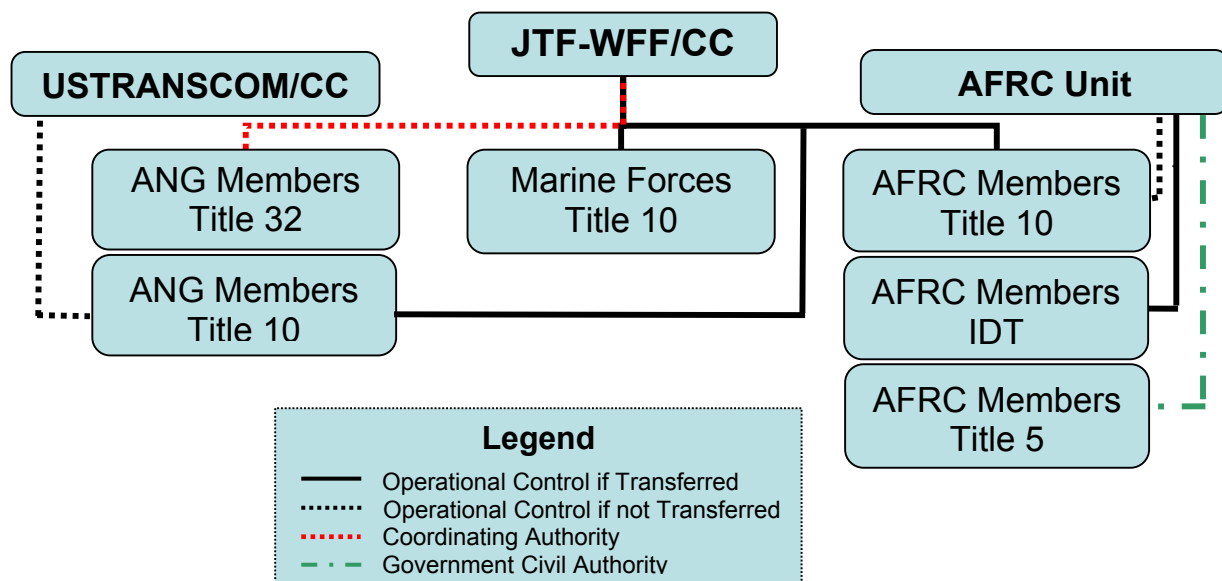 JTF-WFF/CC
USTRANSCOM/CC
AFRC Unit
ANG Members
Title 32
Marine Forces
Title 10
AFRC Members
Title 10
ANG Members
Title 10
AFRC Members
IDT
AFRC Members
Title 5
Legend
Operational Control if Transferred
Operational Control if not Transferred
Coordinating Authority
Government Civil Authority